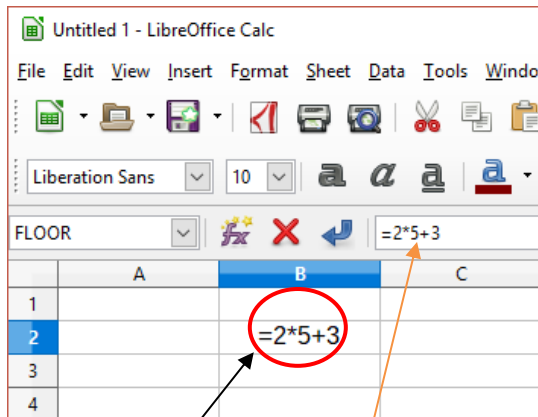 Untitled 1 - LibreOffice Calc
File Edit View Insert Format Sheet Data Tools Windo
Liberation Sans 10 a a a a
FLOOR fx =2*5+3
A B C
1
2 =2*5+3
3
4